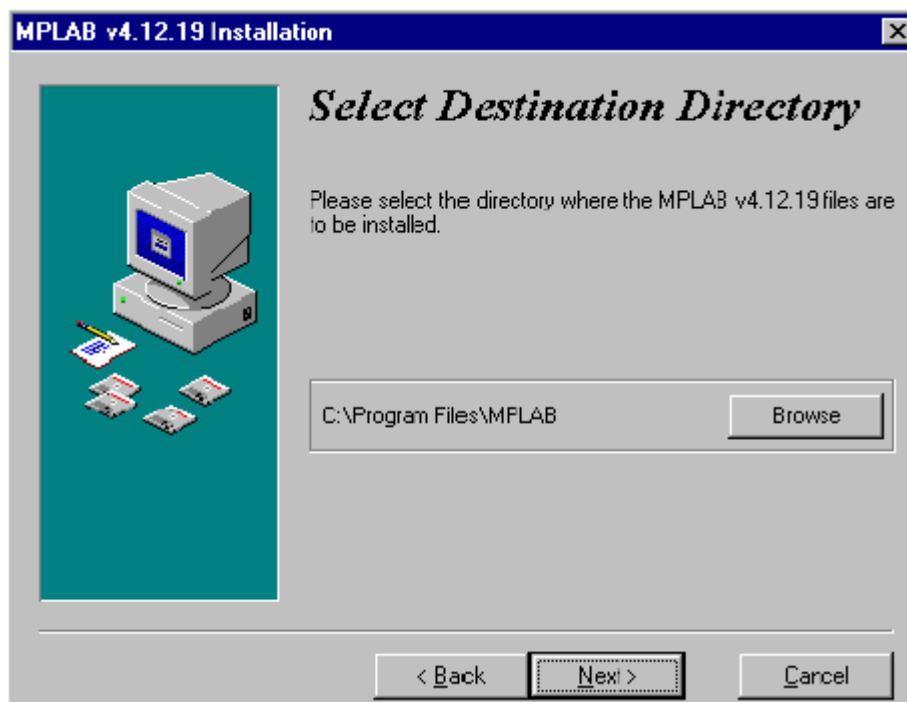 MPLAB v4.12.19 Installation
Select Destination Directory
Please select the directory where the MPLAB v4.12.19 files are
to be installed.
C:\Program Files\MPLAB
Browse
< Back
Next >
Cancel